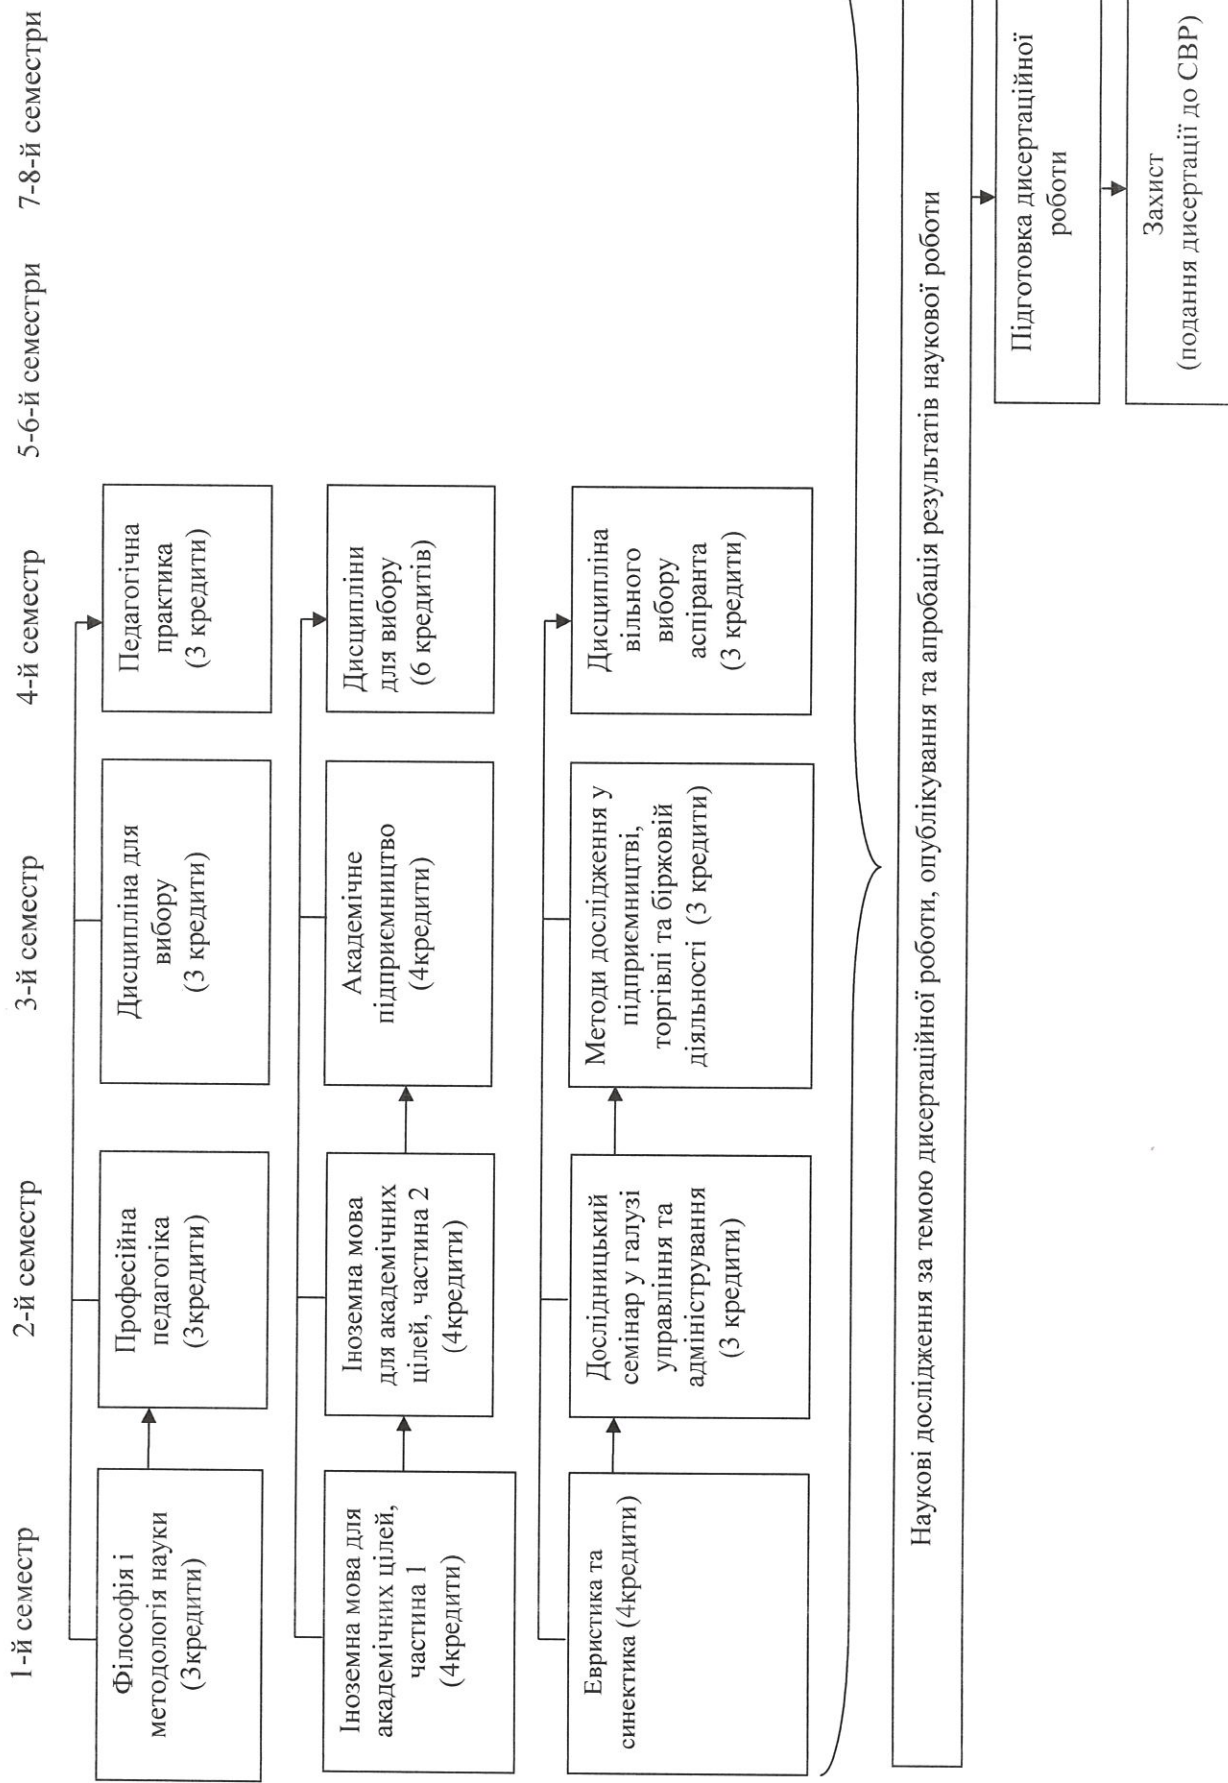 1-й семестр
2-й семестр
3-й семестр
4-й семестр
5-6-й семестри
7-8-й семестри
Філософія і
методологія науки
(3кредити)
Професійна
педагогіка
(3кредити)
Дисципліна для
вибору
(3 кредити)
Педагогічна
практика
(3 кредити)
Іноземна мова для
академічних цілей,
частина 1
(4кредити)
Іноземна мова
для академічних
цілей, частина 2
(4кредити)
Академічне
підприємництво
(4кредити)
Дисципліни
для вибору
(6 кредитів)
Евристика та
синектика (4кредити)
Дослідницький
семінар у галузі
управління та
адміністрування
(3 кредити)
Методи дослідження у
підприємництві,
торгівлі та біржовій
діяльності (3 кредити)
Дисципліна
вільного
вибору
аспіранта
(3 кредити)
Наукові дослідження за темою дисертаційної роботи, опублікування та апробація результатів наукової роботи
Підготовка дисертаційної
роботи
Захист
(подання дисертації до СВР)